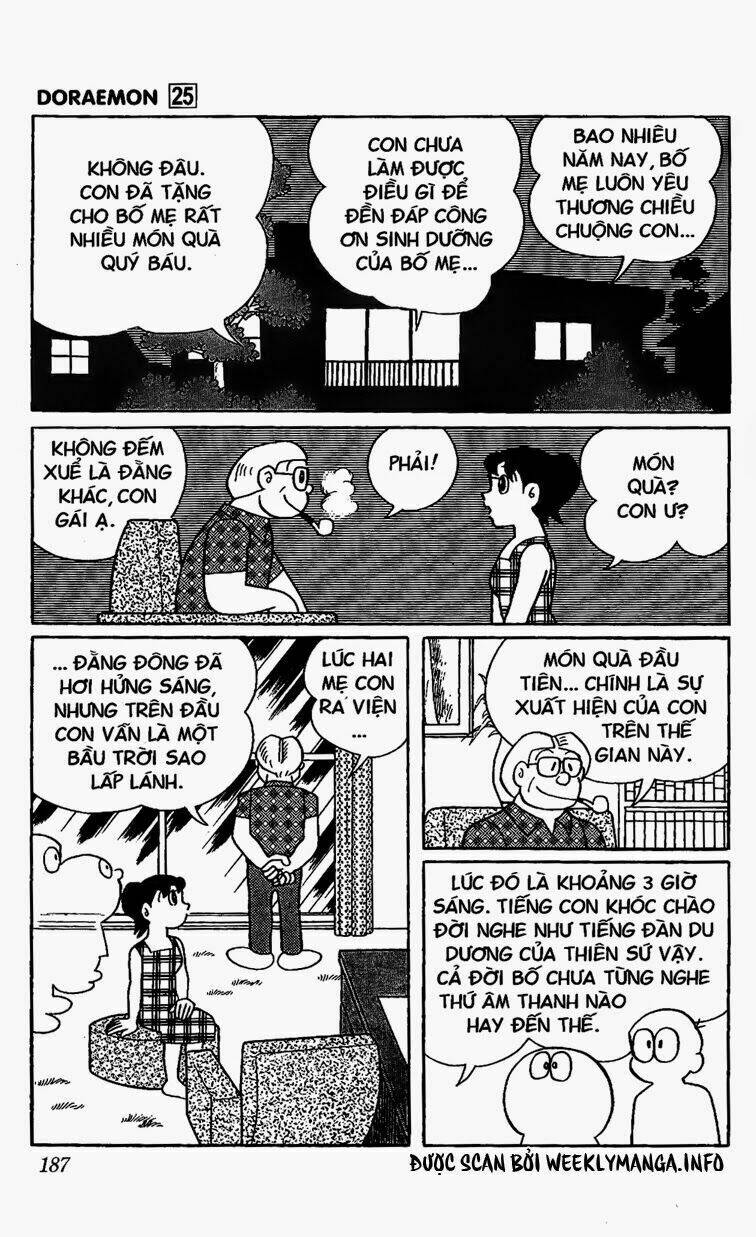 DORAEMON 25
BAO NHIÊU
NĂM NAY, BỐ
MẸ LUÔN YÊU
THƯƠNG CHIỀU
CHUỘNG CON...
CON CHƯA
LÀM ĐƯỢC
ĐIỀU GÌ ĐỂ
ĐỀN ĐÁP CÔNG
ƠN SINH DƯỠNG
CỦA BỐ MẸ...
KHÔNG ĐÂU.
CON ĐÃ TẶNG
CHO BỐ MẸ RẤT
NHIỀU MÓN QUÀ
QUÝ BÁU.
MÓN
QUÀ?
CON Ư?
PHẢI!
KHÔNG ĐẾM
XUỂ LÀ ĐẰNG
KHÁC, CON
GÁI Ạ.
MÓN QUÀ ĐẦU
TIÊN... CHÍNH LÀ SỰ
XUẤT HIỆN CỦA CON
TRÊN THẾ
GIAN NÀY.
LÚC ĐÓ LÀ KHOẢNG 3 GIỜ
SÁNG. TIẾNG CON KHÓC CHÀO
ĐỜI NGHE NHƯ TIẾNG ĐÀN DU
DƯƠNG CỦA THIÊN SỨ VẬY.
CẢ ĐỜI BỐ CHƯA TỪNG NGHE
THỨ ÂM THANH NÀO
HAY ĐẾN THẾ.
LÚC HAI
MẸ CON
RA VIỆN
...
... ĐẰNG ĐÔNG ĐÃ
HƠI HỬNG SÁNG,
NHƯNG TRÊN ĐẦU
CON VẪN LÀ MỘT
BẦU TRỜI SAO
LẤP LÁNH.
187
ĐƯỢC SCAN BỞI WEEKLYMANGA.INFO